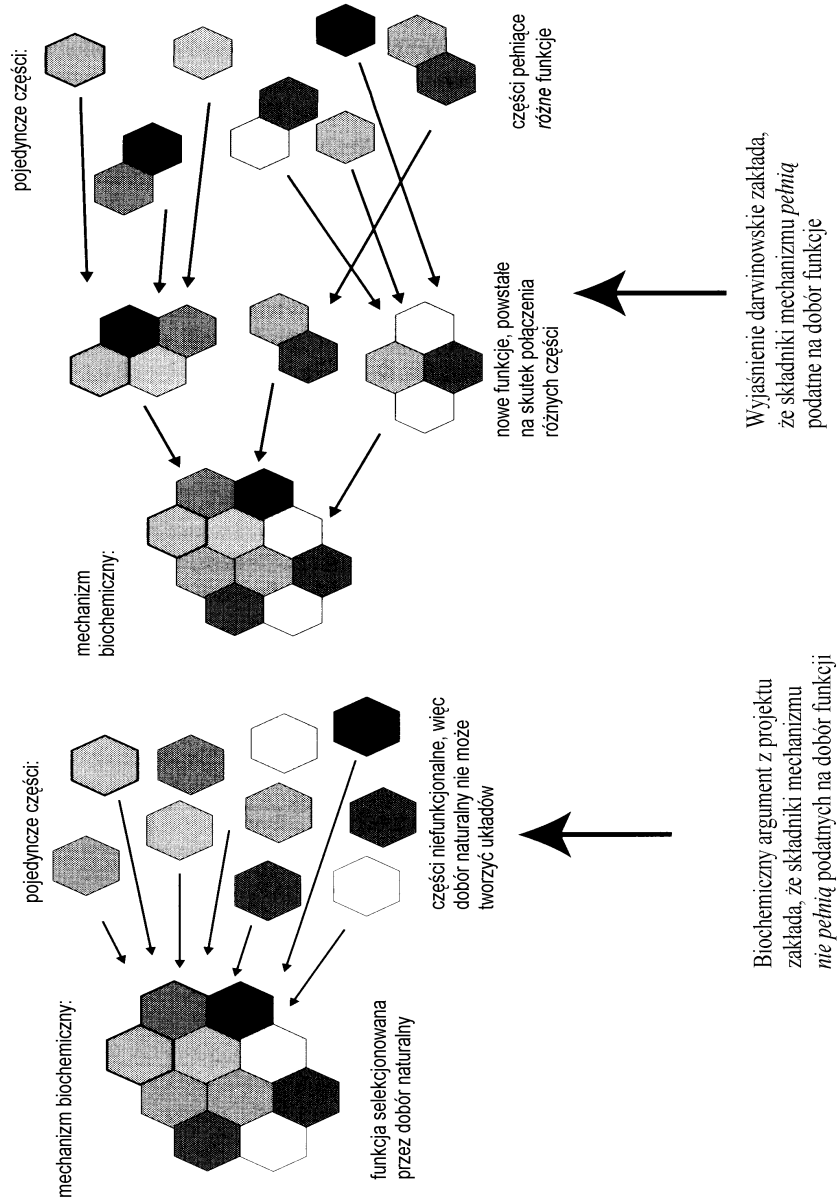 mechanizm biochemiczny:
pojedyncze części:
funkcja selekcjonowana
przez dobór naturalny
części niefunkcjonalne, więc
dobór naturalny nie może
tworzyć układów
Biochemiczny argument z projektu
zakłada, że składniki mechanizmu
nie pełnią podatnych na dobór funkcji
mechanizm
biochemiczny:
pojedyncze części:
nowe funkcje, powstałe
na skutek połączenia
różnych części
części pełniące
różne funkcje
Wyjaśnienie darwinowskie zakłada,
że składniki mechanizmu pełnią
podatne na dobór funkcje